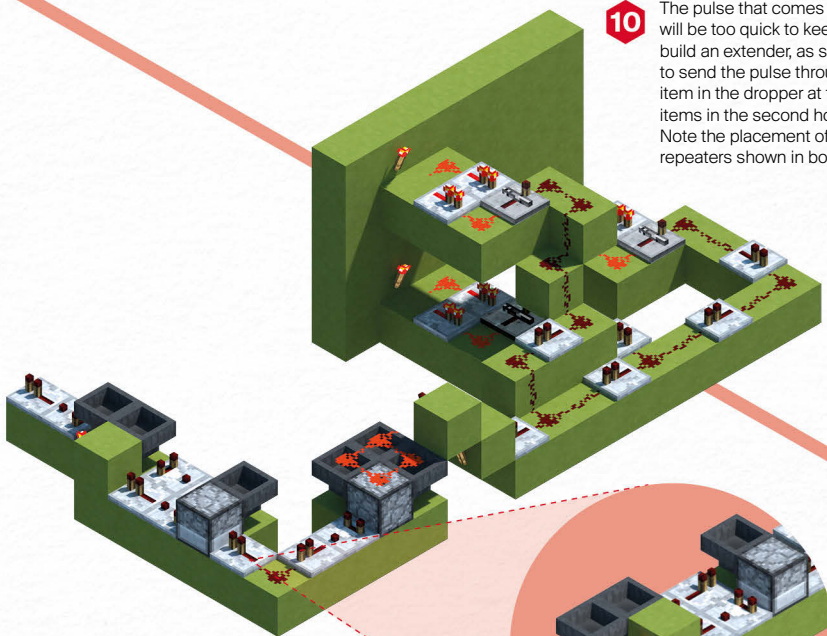 10
The pulse that comes
will be too quick to kee
build an extender, as s
to send the pulse throu
item in the dropper at
items in the second ho
Note the placement of
repeaters shown in bo